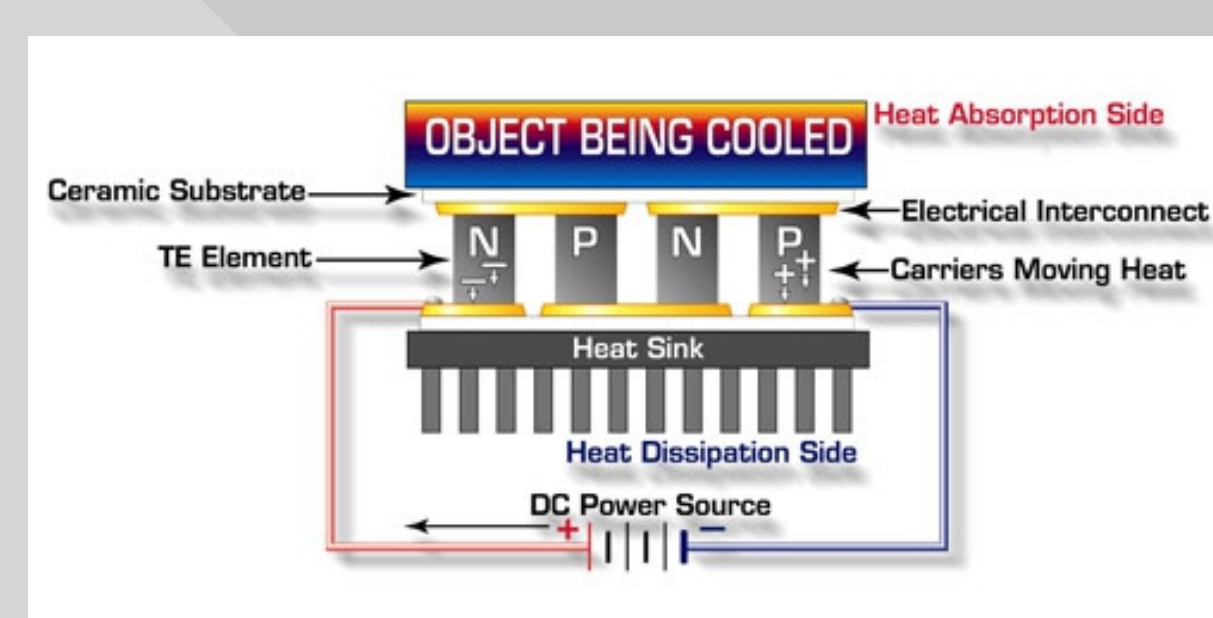 OBJECT BEING COOLED
Heat Absorption Side
Ceramic Substrate
Electrical Interconnect
N P N P
TE Element
Carriers Moving Heat
Heat Sink
Heat Dissipation Side
DC Power Source
+ −